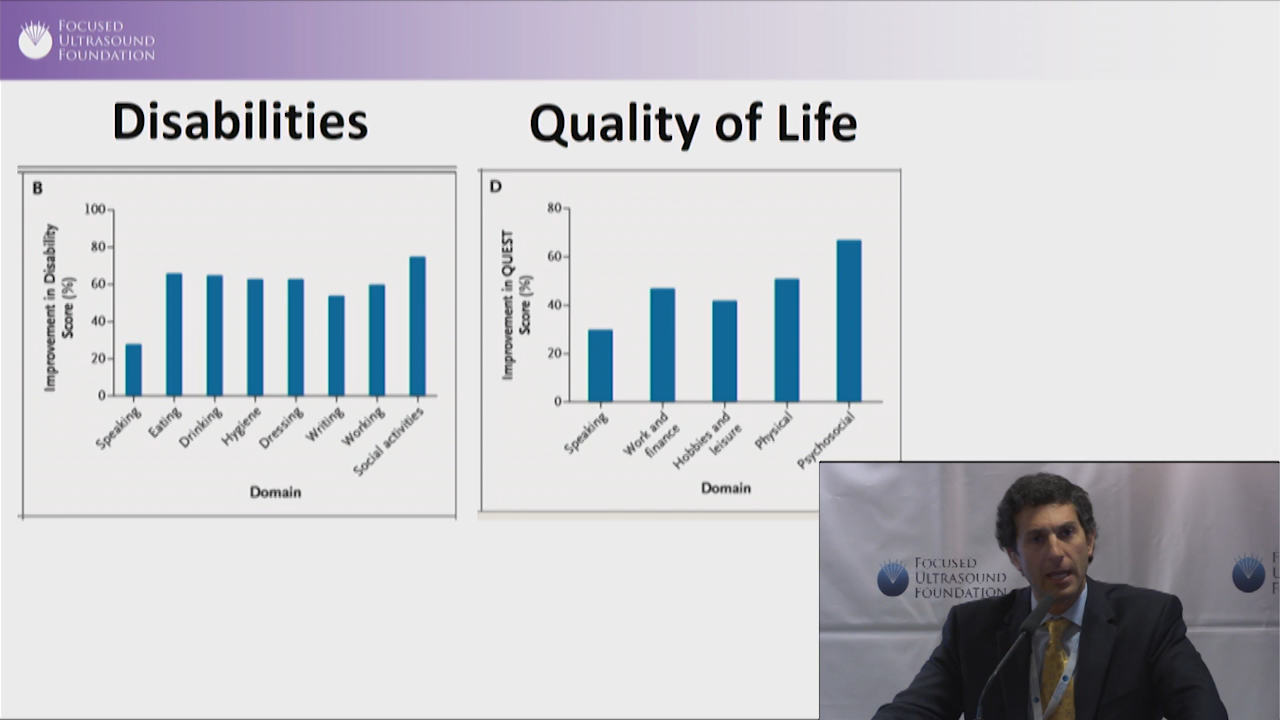 FOCUSED
ULTRASOUND
FOUNDATION
Disabilities
Quality of Life
B
Improvement in Disability
Score (%)
100
80
60
40
20
0
Speaking
Eating
Drinking
Hygiene
Dressing
Writing
Working
Social activities
Domain
D
Improvement in QUEST
Score (%)
80
60
40
20
0
Speaking
Work and
finance
Hobbies and
leisure
Physical
Psychosocial
Domain
FOCUSED
ULTRASOUND
FOUNDATION